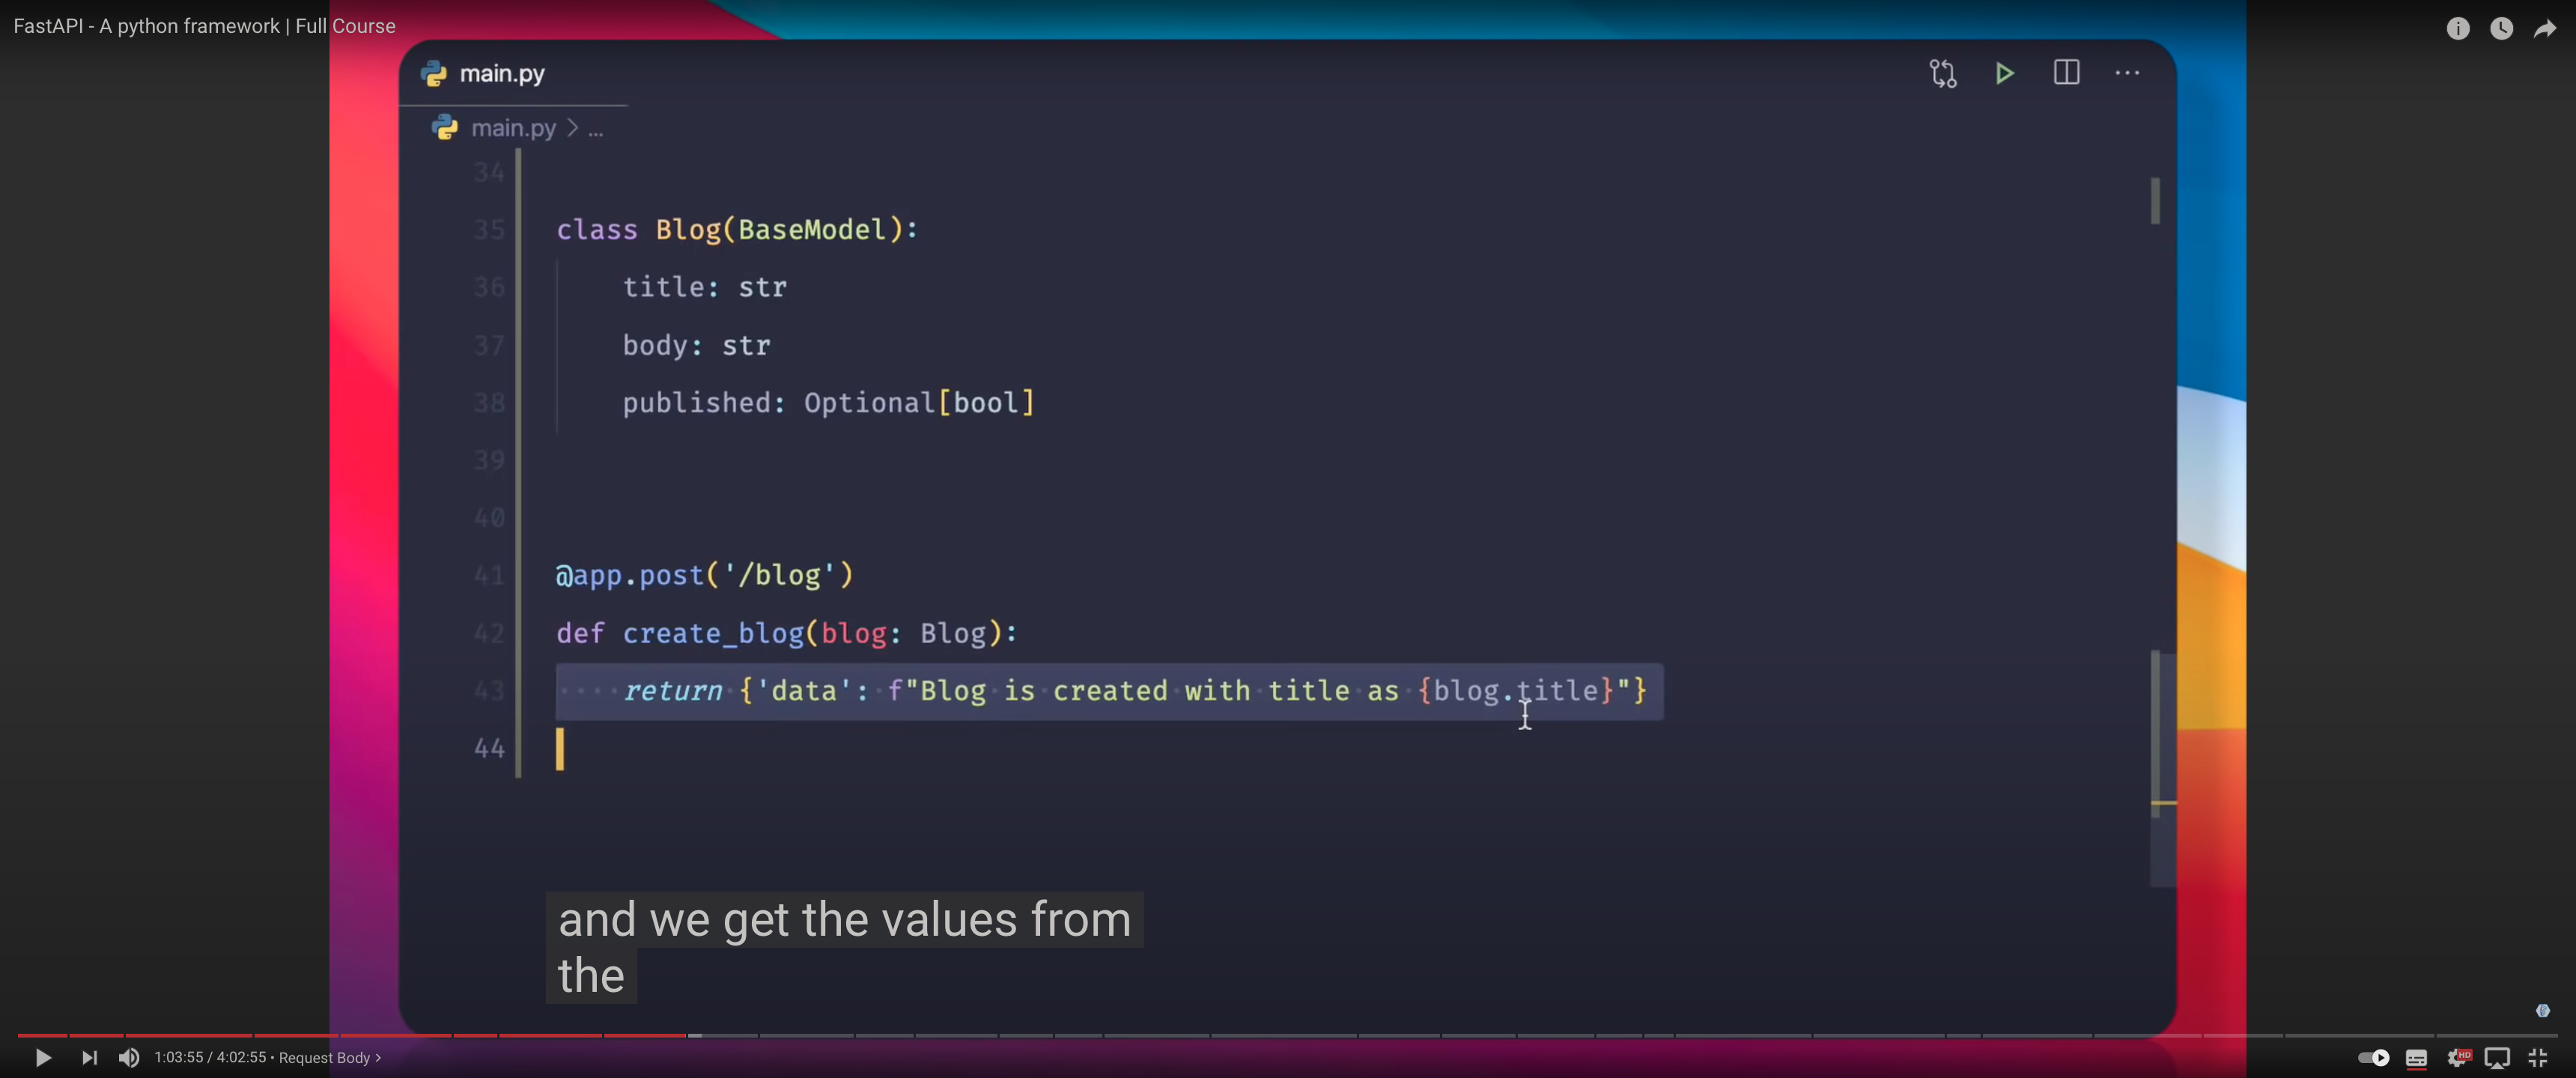 FastAPI - A python framework | Full Course
main.py
main.py > ...
34
35 class Blog(BaseModel):
36 title: str
37 body: str
38 published: Optional[bool]
39
40
41 @app.post('/blog')
42 def create_blog(blog: Blog):
43 return {'data': f"Blog is created with title as {blog.title}"}
44
and we get the values from
the
1:03:55 / 4:02:55 • Request Body >
HD